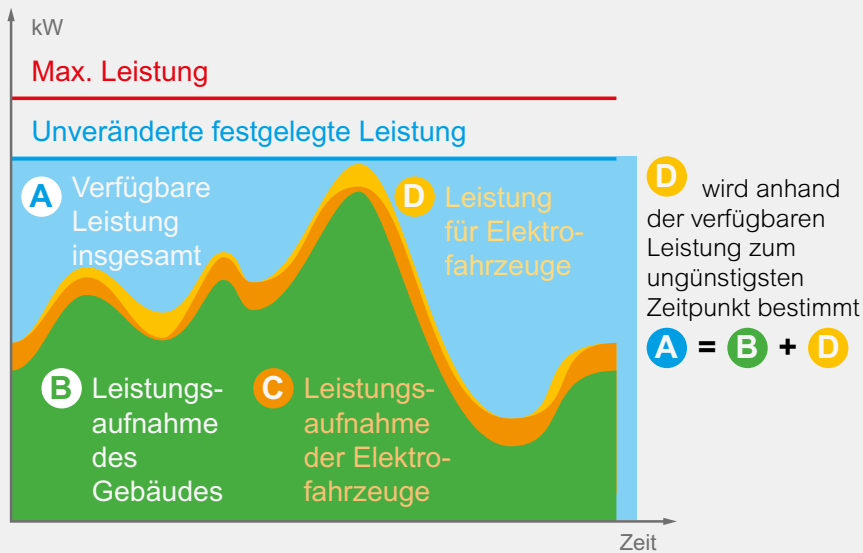 kW
Max. Leistung
Unveränderte festgelegte Leistung
A Verfügbare
Leistung
insgesamt
D Leistung
für Elektro-
fahrzeuge
D wird anhand
der verfügbaren
Leistung zum
ungünstigsten
Zeitpunkt bestimmt
A = B + D
B Leistungs-
aufnahme
des
Gebäudes
C Leistungs-
aufnahme
der Elektro-
fahrzeuge
Zeit